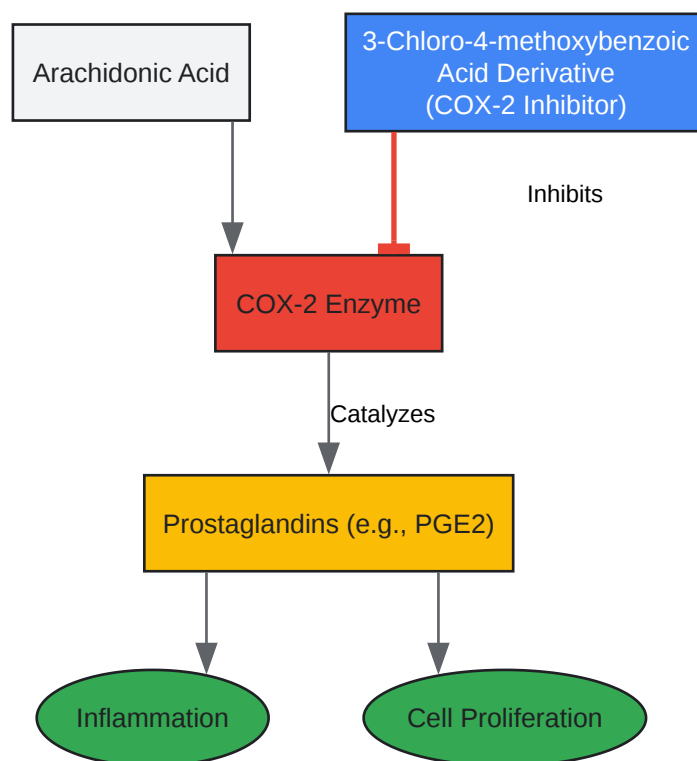 Arachidonic Acid
3-Chloro-4-methoxybenzoic
Acid Derivative
(COX-2 Inhibitor)
Inhibits
COX-2 Enzyme
Catalyzes
Prostaglandins (e.g., PGE2)
Inflammation
Cell Proliferation